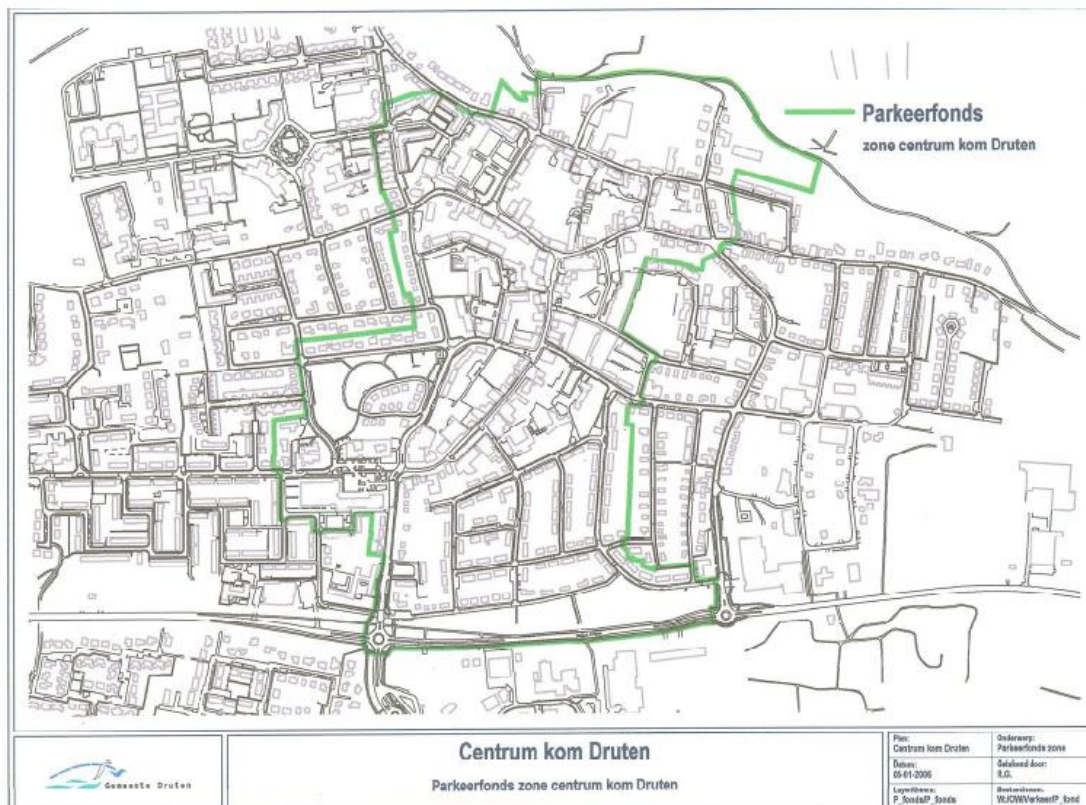 Parkeerfonds
zone centrum kom Druten
Gemeente Druten
Centrum kom Druten
Parkeerfonds zone centrum kom Druten
Plan:
Centrum kom Druten
Onderwerp:
Parkeerfonds zone
Datum:
05-01-2006
Getekend door:
R.G.
P_fonds/P_fonds
Bestandsnaam: